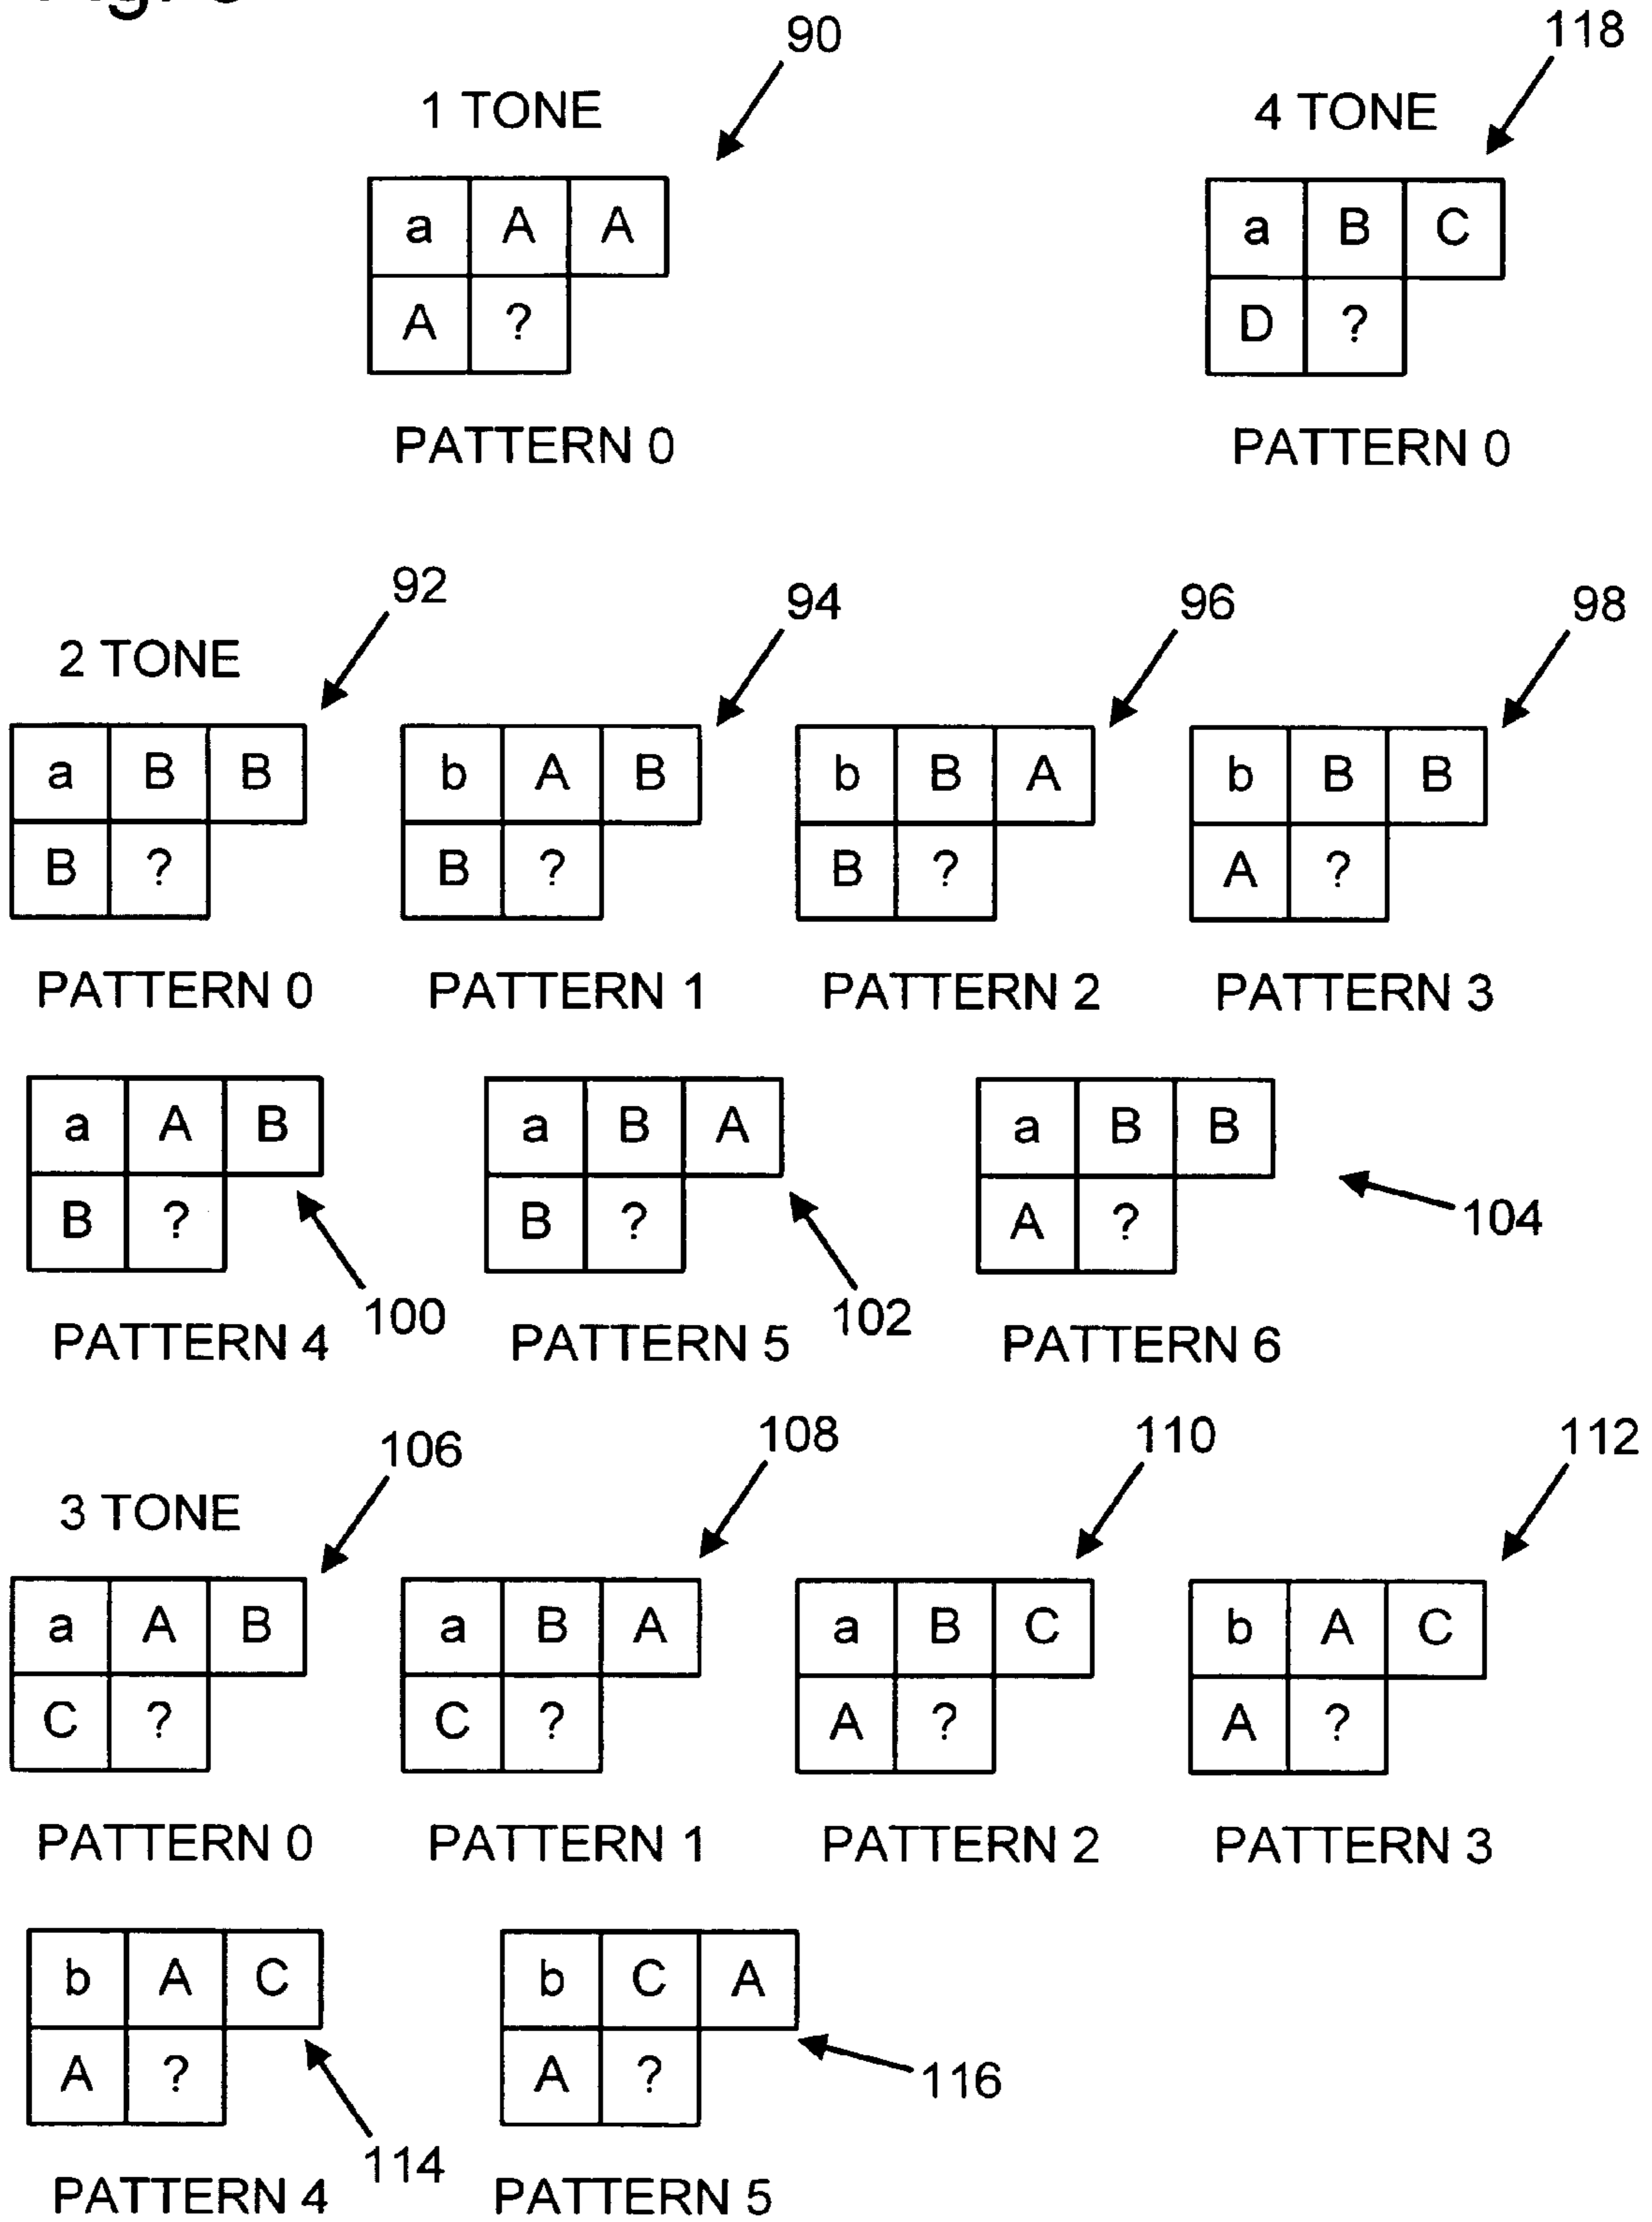 90
118
1 TONE
4 TONE
a A A
A ?
PATTERN 0
a B C
D ?
PATTERN 0
92
94
96
98
2 TONE
a B B
B ?
PATTERN 0
b A B
B ?
PATTERN 1
b B A
B ?
PATTERN 2
b B B
A ?
PATTERN 3
a A B
B ?
100
PATTERN 4
a B A
B ?
102
PATTERN 5
a B B
A ?
104
PATTERN 6
106
108
110
112
3 TONE
a A B
C ?
PATTERN 0
a B A
C ?
PATTERN 1
a B C
A ?
PATTERN 2
b A C
A ?
PATTERN 3
b A C
A ?
114
PATTERN 4
b C A
A ?
116
PATTERN 5